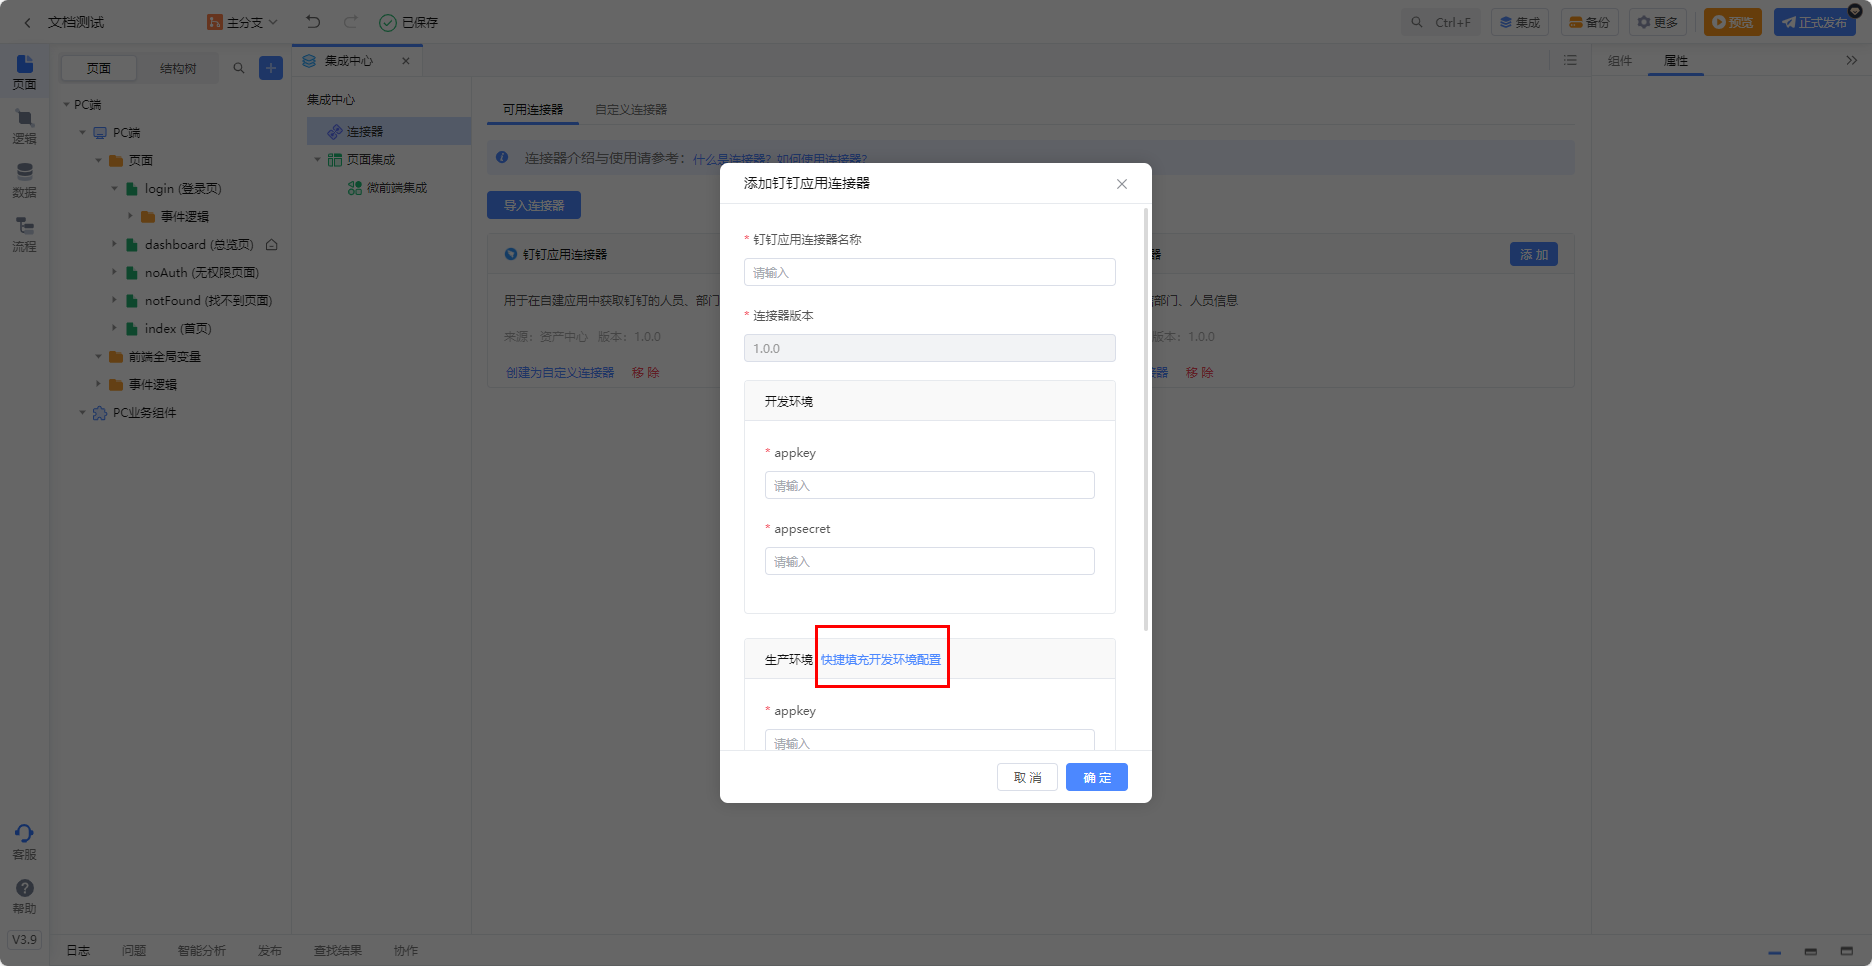 文档测试
主分支
已保存
Ctrl+F
集成
备份
更多
预览
正式发布
页面
逻辑
数据
流程
客服
帮助
V3.9
页面
结构树
PC端
PC端
页面
login (登录页)
事件逻辑
dashboard (总览页)
noAuth (无权限页面)
notFound (找不到页面)
index (首页)
前端全局变量
事件逻辑
PC业务组件
集成中心
集成中心
连接器
页面集成
微前端集成
可用连接器
自定义连接器
连接器介绍与使用请参考：什么是连接器？如何使用连接器？
导入连接器
钉钉应用连接器
用于在自建应用中获取钉钉的人员、部门
来源：资产中心 版本：1.0.0
创建为自定义连接器
移 除
器
添 加
部门、人员信息
版本：1.0.0
接器
移 除
组件
属性
添加钉钉应用连接器
* 钉钉应用连接器名称
请输入
* 连接器版本
1.0.0
开发环境
* appkey
请输入
* appsecret
请输入
生产环境 快捷填充开发环境配置
* appkey
请输入
取 消
确 定
日志
问题
智能分析
发布
查找结果
协作